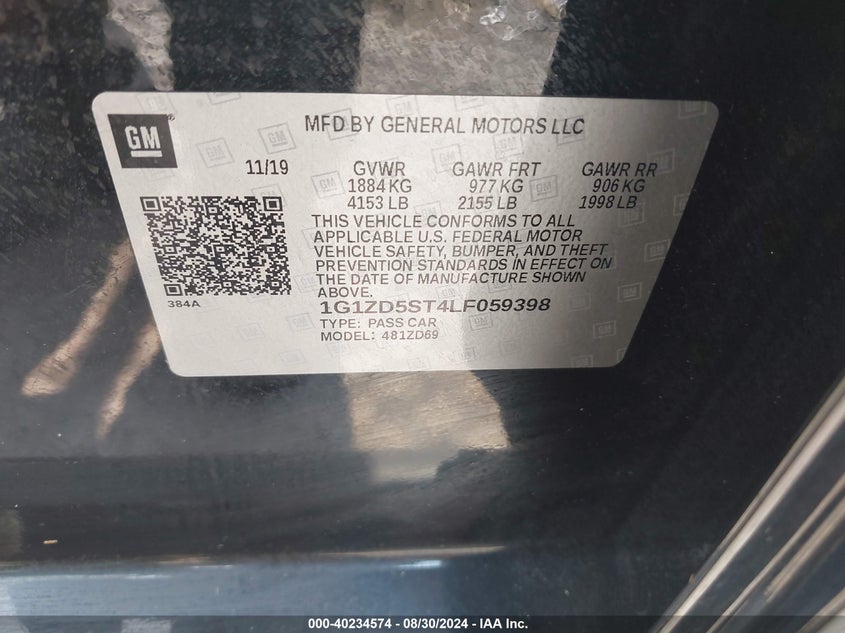 GM
MFD BY GENERAL MOTORS LLC
11/19 GVWR GAWR FRT GAWR RR
1884 KG 977 KG 906 KG
4153 LB 2155 LB 1998 LB
THIS VEHICLE CONFORMS TO ALL
APPLICABLE U.S. FEDERAL MOTOR
VEHICLE SAFETY, BUMPER, AND THEFT
PREVENTION STANDARDS IN EFFECT ON
THE DATE OF MANUFACTURE SHOWN
ABOVE.
384A
1G1ZD5ST4LF059398
TYPE: PASS CAR
MODEL: 481ZD69
000-40234574 - 08/30/2024 - IAA Inc.